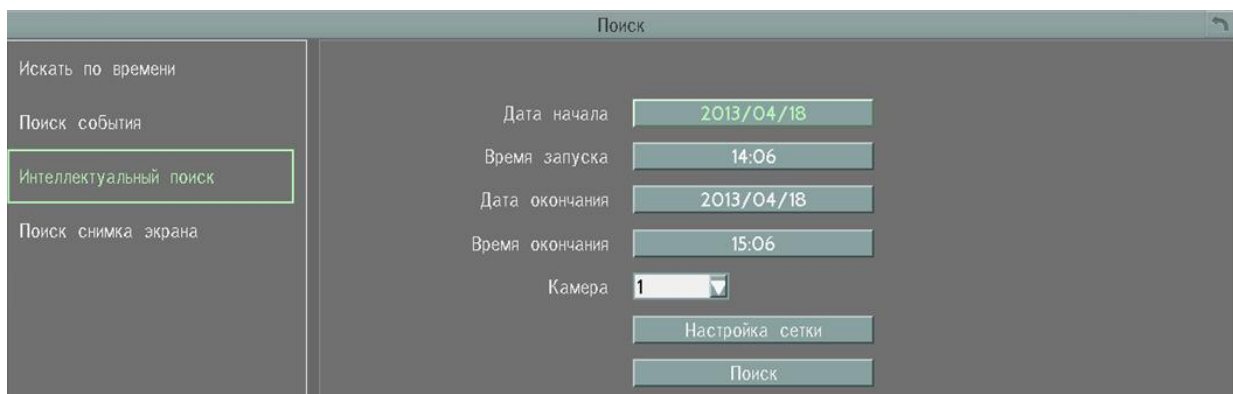 Поиск
Искать по времени
Поиск события
Интеллектуальный поиск
Поиск снимка экрана
Дата начала 2013/04/18
Время запуска 14:06
Дата окончания 2013/04/18
Время окончания 15:06
Камера 1
Настройка сетки
Поиск